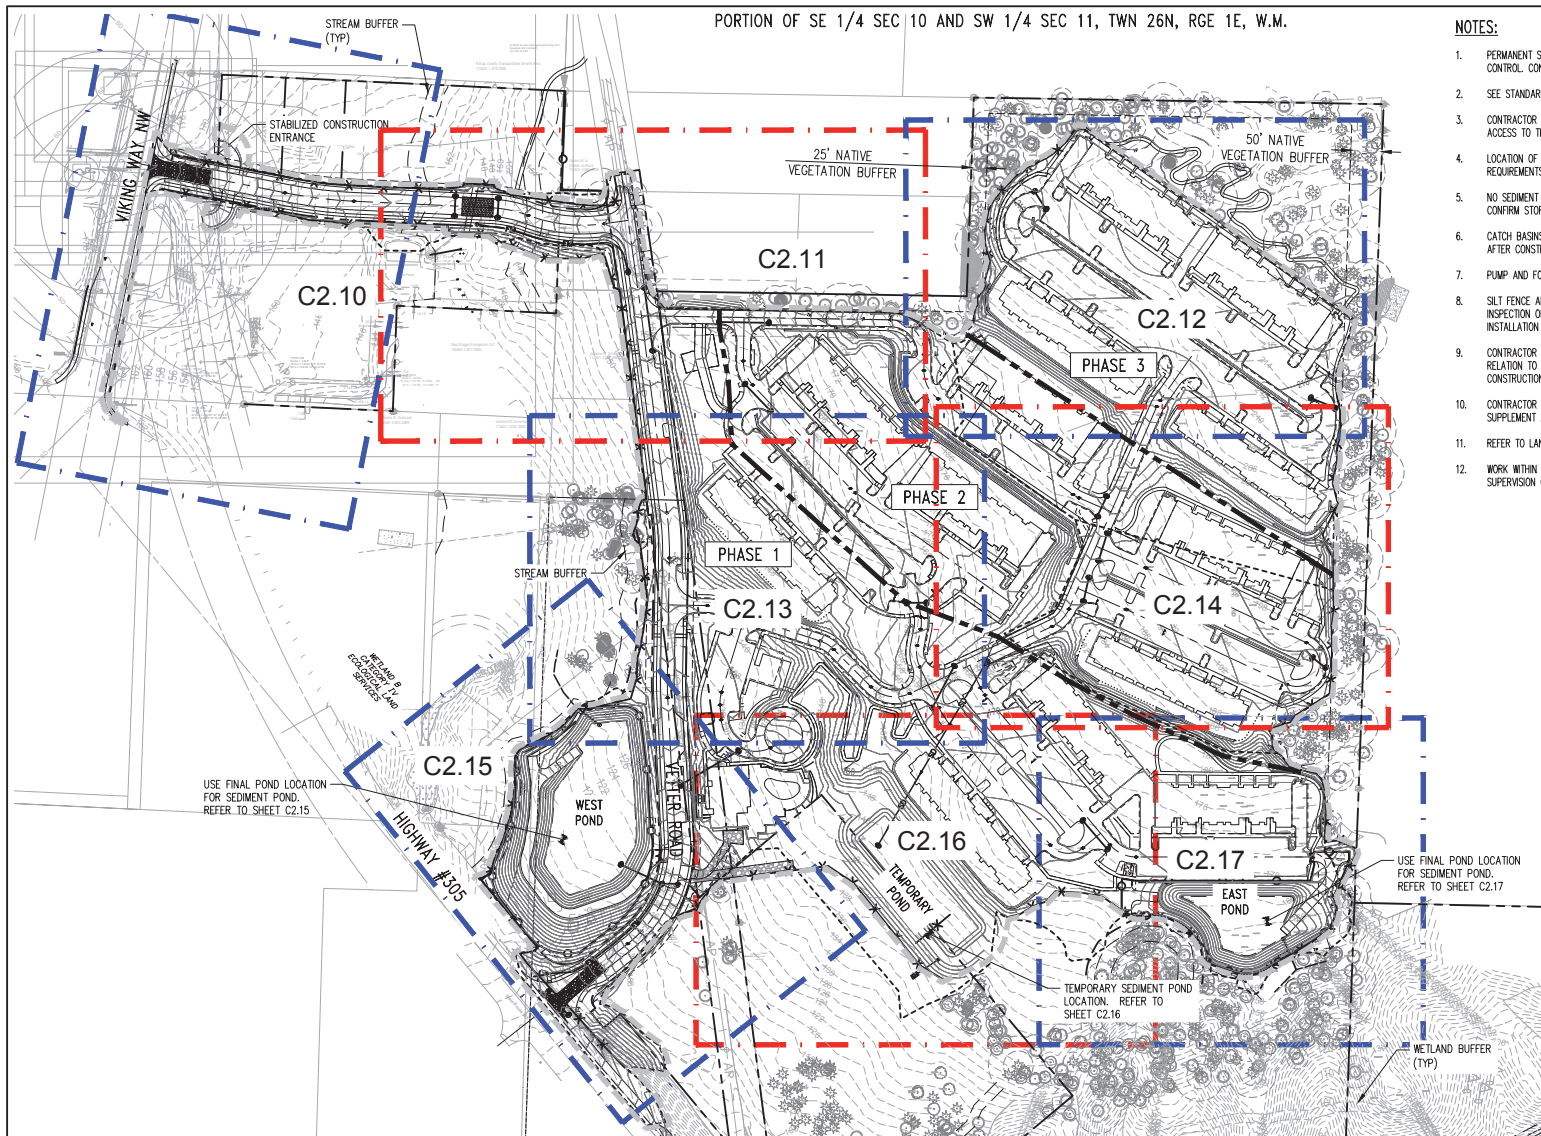 PORTION OF SE 1/4 SEC 10 AND SW 1/4 SEC 11, TWN 26N, RGE 1E, W.M.
NOTES:
1. PERMANENT S
CONTROL. CON
2. SEE STANDAR
3. CONTRACTOR
ACCESS TO T
4. LOCATION OF
REQUIREMENTS
5. NO SEDIMENT
CONFIRM STO
6. CATCH BASINS
AFTER CONST
7. PUMP AND FO
8. SILT FENCE A
INSPECTION O
INSTALLATION
9. CONTRACTOR
RELATION TO
CONSTRUCTION
10. CONTRACTOR
SUPPLEMENT
11. REFER TO LAN
12. WORK WITHIN
SUPERVISION
STREAM BUFFER
(TYP)
STABILIZED CONSTRUCTION
ENTRANCE
VIKING WAY NW
25' NATIVE
VEGETATION BUFFER
50' NATIVE
VEGETATION BUFFER
C2.10
C2.11
C2.12
PHASE 3
PHASE 2
PHASE 1
STREAM BUFFER
C2.13
C2.14
WETLAND B
CATEGORY IV
ECOLOGICAL LAND
SERVICES
C2.15
USE FINAL POND LOCATION
FOR SEDIMENT POND.
REFER TO SHEET C2.15
WEST
POND
VETTER ROAD
HIGHWAY #305
C2.16
TEMPORARY
POND
C2.17
EAST
POND
USE FINAL POND LOCATION
FOR SEDIMENT POND.
REFER TO SHEET C2.17
TEMPORARY SEDIMENT POND
LOCATION. REFER TO
SHEET C2.16
WETLAND BUFFER
(TYP)